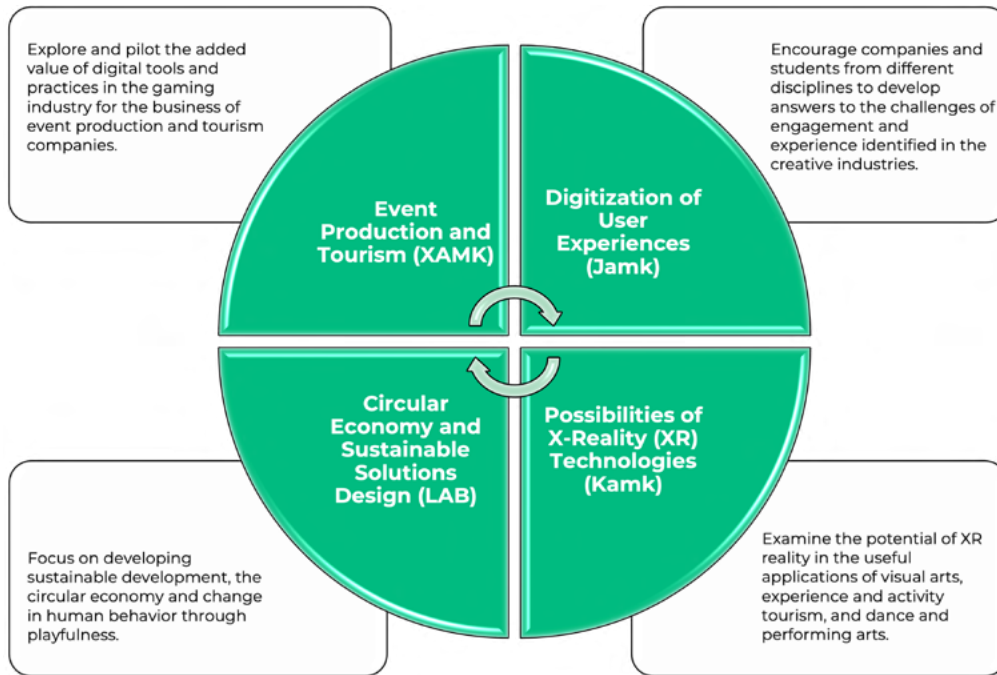 Explore and pilot the added
value of digital tools and
practices in the gaming
industry for the business of
event production and tourism
companies.
Encourage companies and
students from different
disciplines to develop
answers to the challenges of
engagement and
experience identified in the
creative industries.
Event
Production and
Tourism (XAMK)
Digitization of
User
Experiences
(Jamk)
Circular
Economy and
Sustainable
Solutions
Design (LAB)
Possibilities of
X-Reality (XR)
Technologies
(Kamk)
Focus on developing
sustainable development, the
circular economy and change
in human behavior through
playfulness.
Examine the potential of XR
reality in the useful
applications of visual arts,
experience and activity
tourism, and dance and
performing arts.